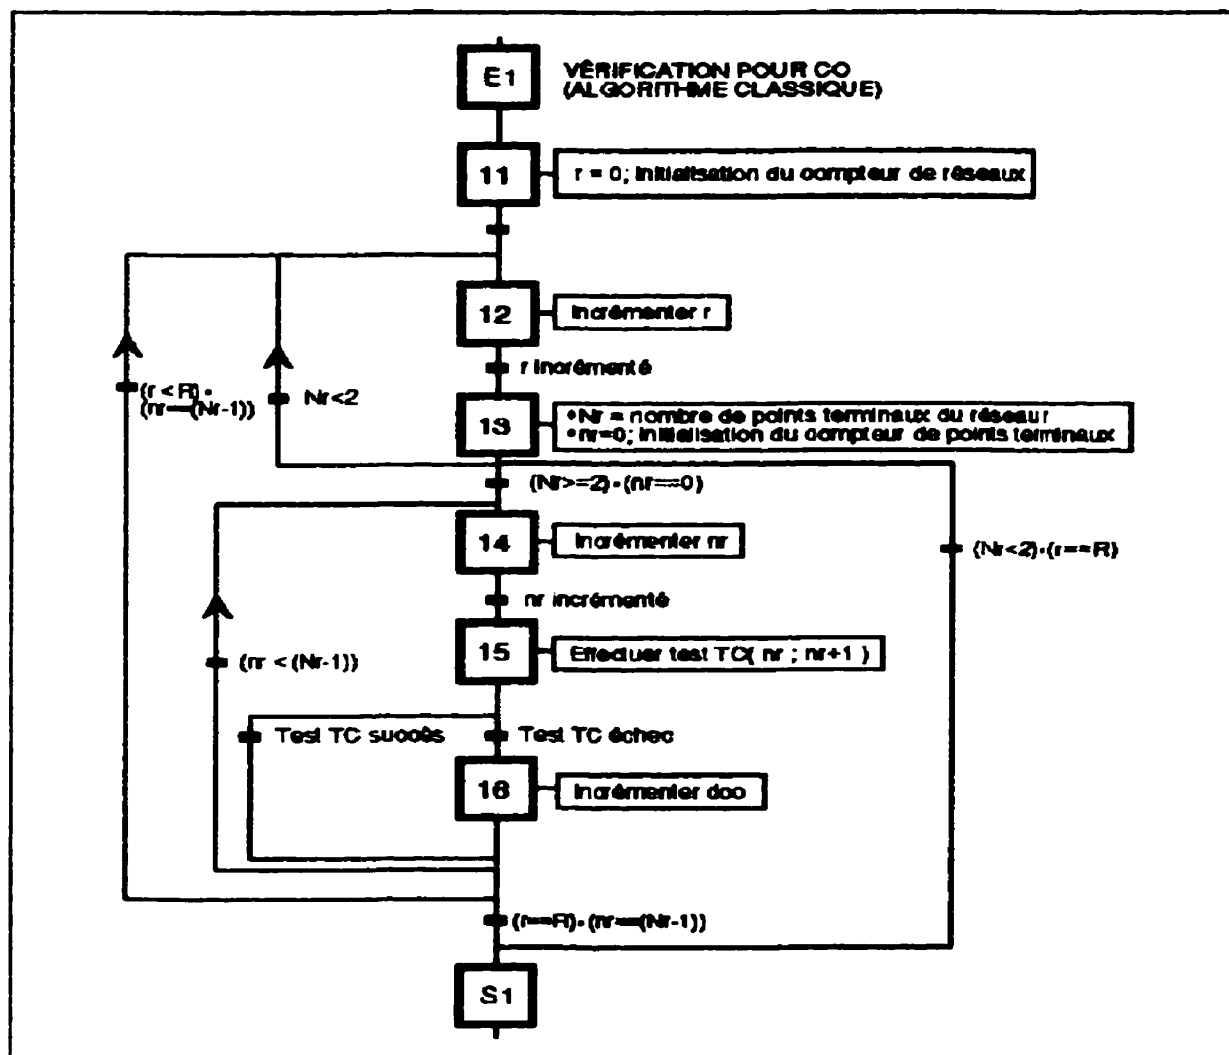 E1
VÉRIFICATION POUR CO
(ALGORITHME CLASSIQUE)
11
r = 0; Initialisation du compteur de réseaux
12
Incrémenter r
r incrémenté
(r < R) •
(nr==(Nr-1))
Nr<2
13
•Nr = nombre de points terminaux du réseau r
•nr=0; Initialisation du compteur de points terminaux
(Nr>=2)•(nr==0)
14
Incrémenter nr
(Nr<2)•(r==R)
nr incrémenté
15
Effectuer test TC( nr ; nr+1 )
(nr < (Nr-1))
Test TC succès
Test TC échec
16
Incrémenter dco
(r==R)•(nr==(Nr-1))
S1